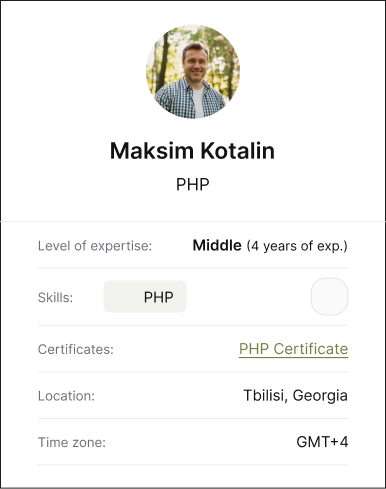 Maksim Kotalin
PHP
Level of expertise: Middle (4 years of exp.)
Skills: PHP
Certificates: PHP Certificate
Location: Tbilisi, Georgia
Time zone: GMT+4